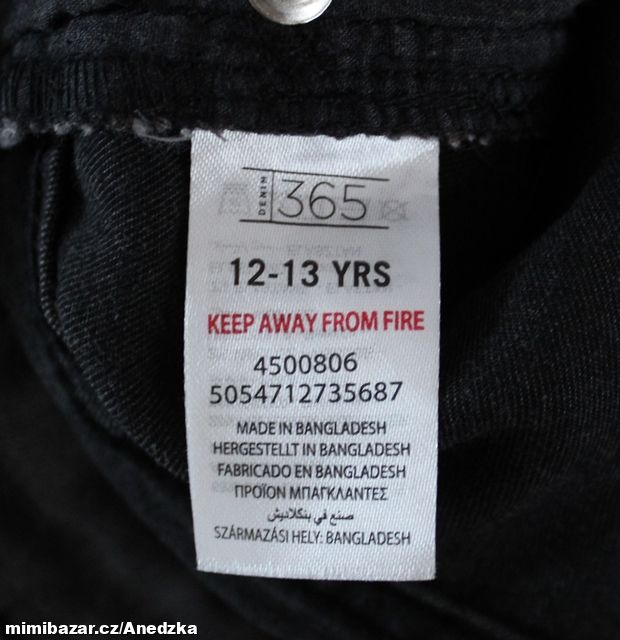 DENIM 365
12-13 YRS
KEEP AWAY FROM FIRE
4500806
5054712735687
MADE IN BANGLADESH
HERGESTELLT IN BANGLADESH
FABRICADO EN BANGLADESH
ΠΡΟΪΟΝ ΜΠΑΓΚΛΑΝΤΕΣ
صنع في بنكلاديش
SZÁRMAZÁSI HELY: BANGLADESH
mimibazar.cz/Anedzka